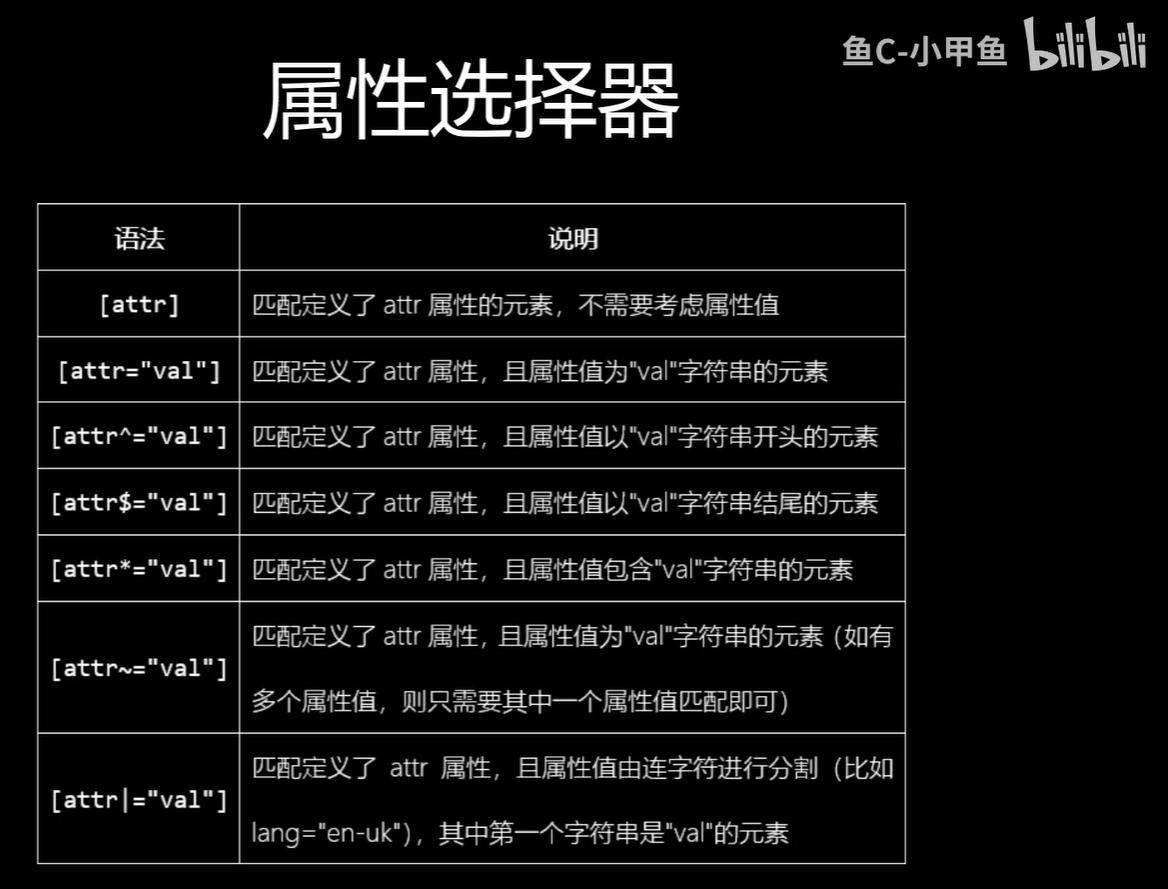 鱼C-小甲鱼 bilibili
属性选择器
语法 说明
[attr] 匹配定义了 attr 属性的元素，不需要考虑属性值
[attr="val"] 匹配定义了 attr 属性，且属性值为"val"字符串的元素
[attr^="val"] 匹配定义了 attr 属性，且属性值以"val"字符串开头的元素
[attr$="val"] 匹配定义了 attr 属性，且属性值以"val"字符串结尾的元素
[attr*="val"] 匹配定义了 attr 属性，且属性值包含"val"字符串的元素
[attr~="val"] 匹配定义了 attr 属性，且属性值为"val"字符串的元素（如有
多个属性值，则只需要其中一个属性值匹配即可）
[attr|="val"] 匹配定义了 attr 属性，且属性值由连字符进行分割（比如
lang="en-uk"），其中第一个字符串是"val"的元素